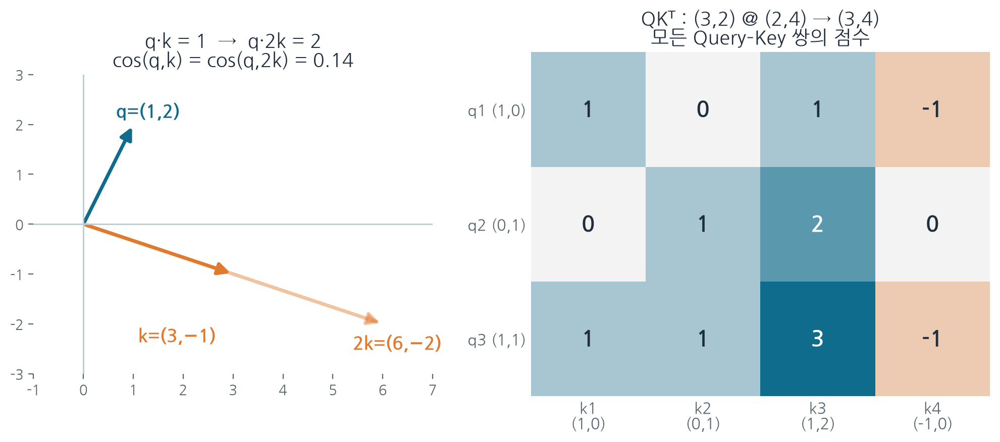 q·k = 1 → q·2k = 2
cos(q,k) = cos(q,2k) = 0.14
3
2
1
0
-1
-2
-3
q=(1,2)
k=(3,−1)
2k=(6,−2)
-1 0 1 2 3 4 5 6 7
QKᵀ : (3,2) @ (2,4) → (3,4)
모든 Query-Key 쌍의 점수
q1 (1,0) 1 0 1 -1
q2 (0,1) 0 1 2 0
q3 (1,1) 1 1 3 -1
k1 k2 k3 k4
(1,0) (0,1) (1,2) (-1,0)